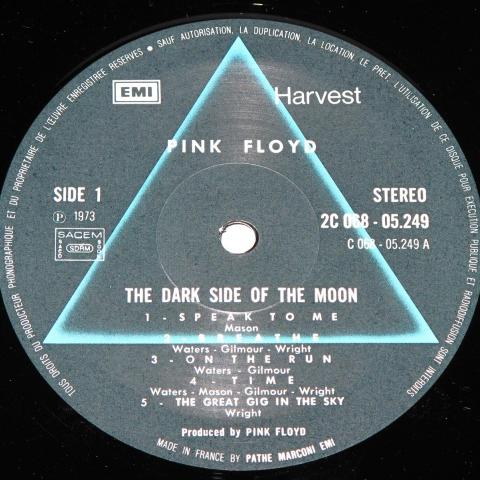 TOUS DROITS DU PRODUCTEUR PHONOGRAPHIQUE ET DU PROPRIETAIRE DE L'ŒUVRE ENREGISTREE RESERVES • SAUF AUTORISATION, LA DUPLICATION, LA LOCATION, LE PRET, L'UTILISATION DE CE DISQUE POUR EXECUTION PUBLIQUE ET RADIODIFFUSION SONT INTERDITS
EMI Harvest
PINK FLOYD
SIDE 1 STEREO
℗ 1973 2C 068 - 05.249
C 068 - 05.249 A
SACEM
SACD SDRM SGDL
THE DARK SIDE OF THE MOON
1 - SPEAK TO ME
Mason
2 - BREATHE
Waters - Gilmour - Wright
3 - ON THE RUN
Waters - Gilmour
4 - TIME
Waters - Mason - Gilmour - Wright
5 - THE GREAT GIG IN THE SKY
Wright
Produced by PINK FLOYD
MADE IN FRANCE BY PATHE MARCONI EMI